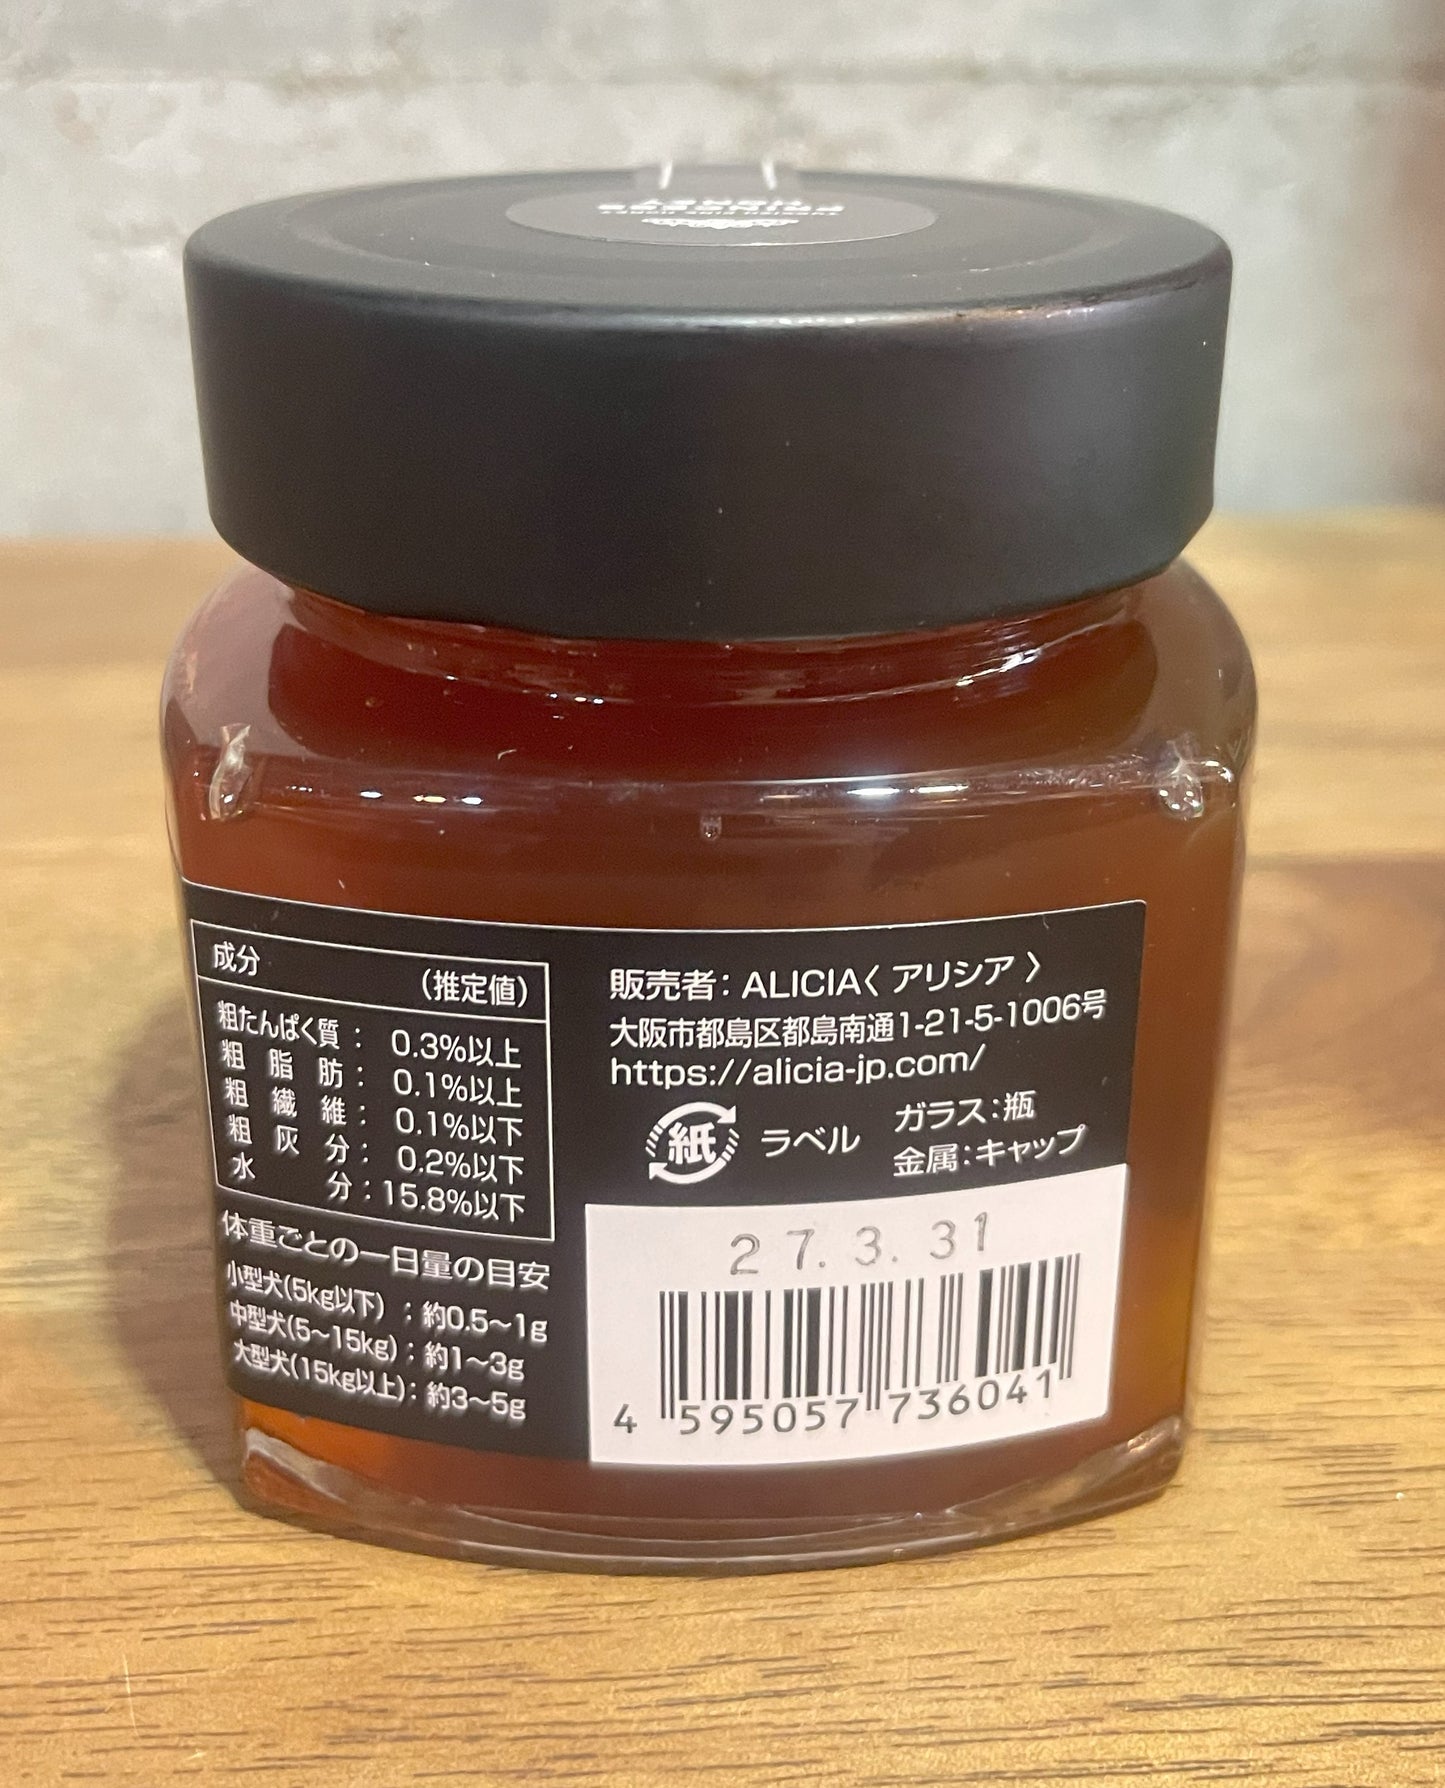 PRINCESS
HONEY
成分
(推定値)
粗たんぱく質： 0.3%以上
粗脂肪： 0.1%以上
粗繊維： 0.1%以下
粗灰分： 0.2%以下
水分：15.8%以下
体重ごとの一日量の目安
小型犬(5kg以下)：約0.5〜1g
中型犬(5〜15kg)：約1〜3g
大型犬(15kg以上)：約3〜5g
販売者：ALICIA〈アリシア〉
大阪市都島区都島南通1-21-5-1006号
https://alicia-jp.com/
紙 ラベル
ガラス：瓶
金属：キャップ
27.3.31
4 595057 736041